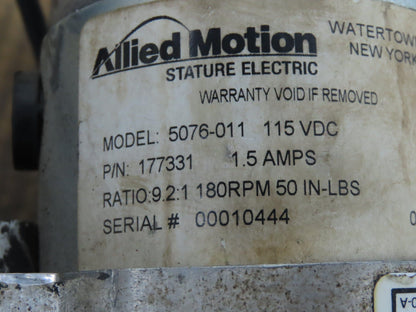 Allied Motion
STATURE ELECTRIC
WATERTOWN
NEW YORK
WARRANTY VOID IF REMOVED
MODEL: 5076-011 115 VDC
P/N: 177331 1.5 AMPS
RATIO:9.2:1 180RPM 50 IN-LBS
SERIAL # 00010444